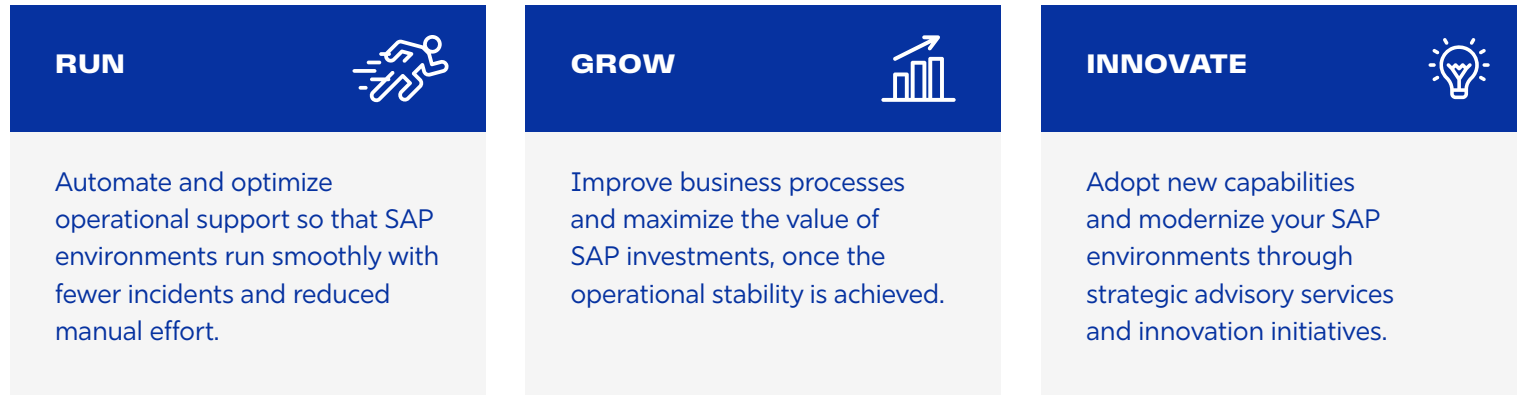 RUN
Automate and optimize
operational support so that SAP
environments run smoothly with
fewer incidents and reduced
manual effort.
GROW
Improve business processes
and maximize the value of
SAP investments, once the
operational stability is achieved.
INNOVATE
Adopt new capabilities
and modernize your SAP
environments through
strategic advisory services
and innovation initiatives.